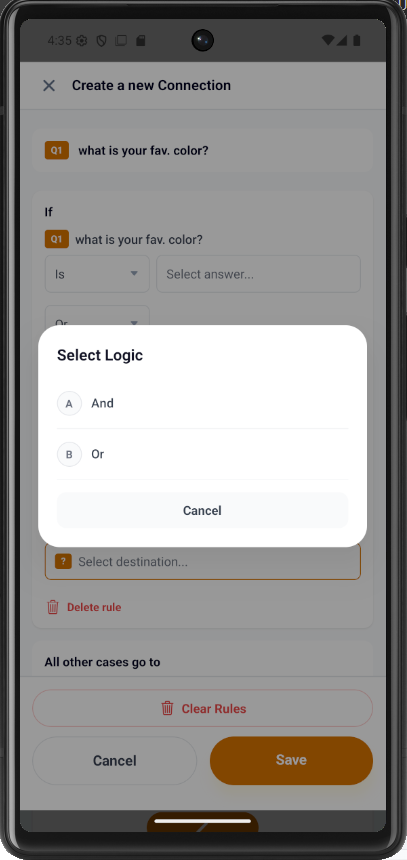 4:35
Create a new Connection
Q1 what is your fav. color?
If
Q1 what is your fav. color?
Is Select answer...
Or
Select Logic
A And
B Or
Cancel
? Select destination...
Delete rule
All other cases go to
Clear Rules
Cancel Save